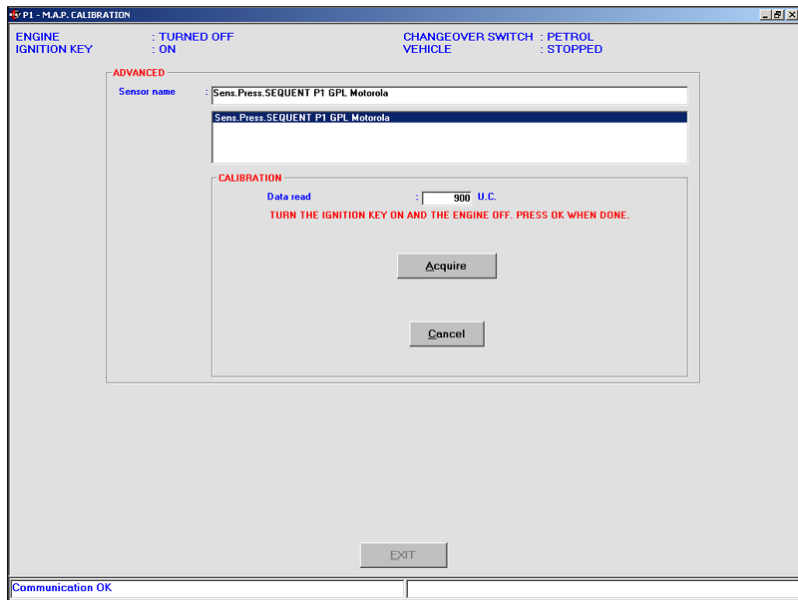 P1 - M.A.P. CALIBRATION
ENGINE : TURNED OFF CHANGEOVER SWITCH : PETROL
IGNITION KEY : ON VEHICLE : STOPPED
ADVANCED
Sensor name : Sens.Press.SEQUENT P1 GPL Motorola
Sens.Press.SEQUENT P1 GPL Motorola
CALIBRATION
Data read : 900 U.C.
TURN THE IGNITION KEY ON AND THE ENGINE OFF. PRESS OK WHEN DONE.
Acquire
Cancel
EXIT
Communication OK